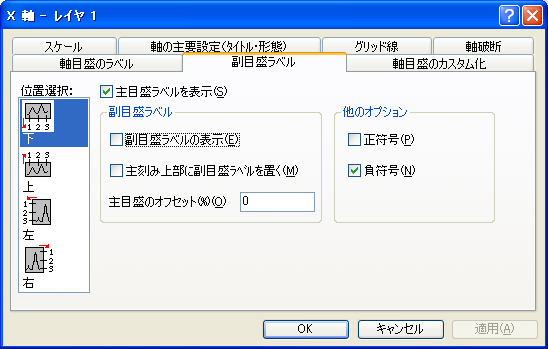 X 軸 - レイヤ 1
スケール
軸の主要設定(タイトル・形態)
グリッド線
軸破断
軸目盛のラベル
副目盛ラベル
軸目盛のカスタム化
位置選択:
1 2 3
下
1 2 3
上
1
2
3
左
1
2
3
右
主目盛ラベルを表示(S)
副目盛ラベル
副目盛ラベルの表示(E)
主刻み上部に副目盛ラベルを置く(M)
主目盛のオフセット(%)(O)
0
他のオプション
正符号(P)
負符号(N)
OK
キャンセル
適用(A)